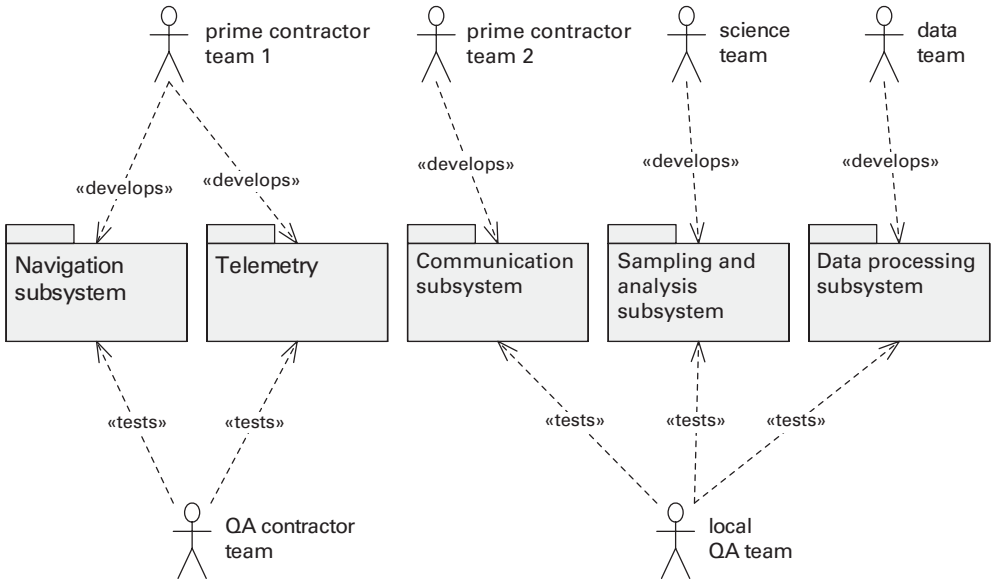 prime contractor
team 1
prime contractor
team 2
science
team
data
team
«develops»
«develops»
«develops»
«develops»
«develops»
Navigation
subsystem
Telemetry
Communication
subsystem
Sampling and
analysis
subsystem
Data processing
subsystem
«tests»
«tests»
«tests»
«tests»
«tests»
QA contractor
team
local
QA team